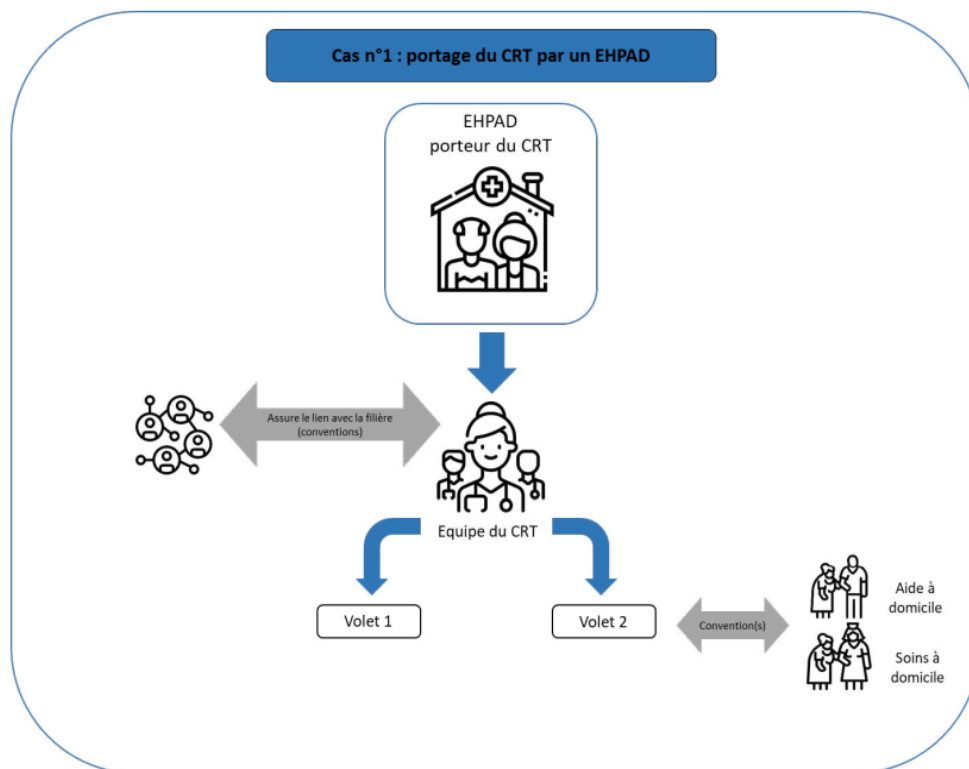 Cas n°1 : portage du CRT par un EHPAD
EHPAD
porteur du CRT
Assure le lien avec la filière
(conventions)
Equipe du CRT
Volet 1
Volet 2
Convention(s)
Aide à
domicile
Soins à
domicile